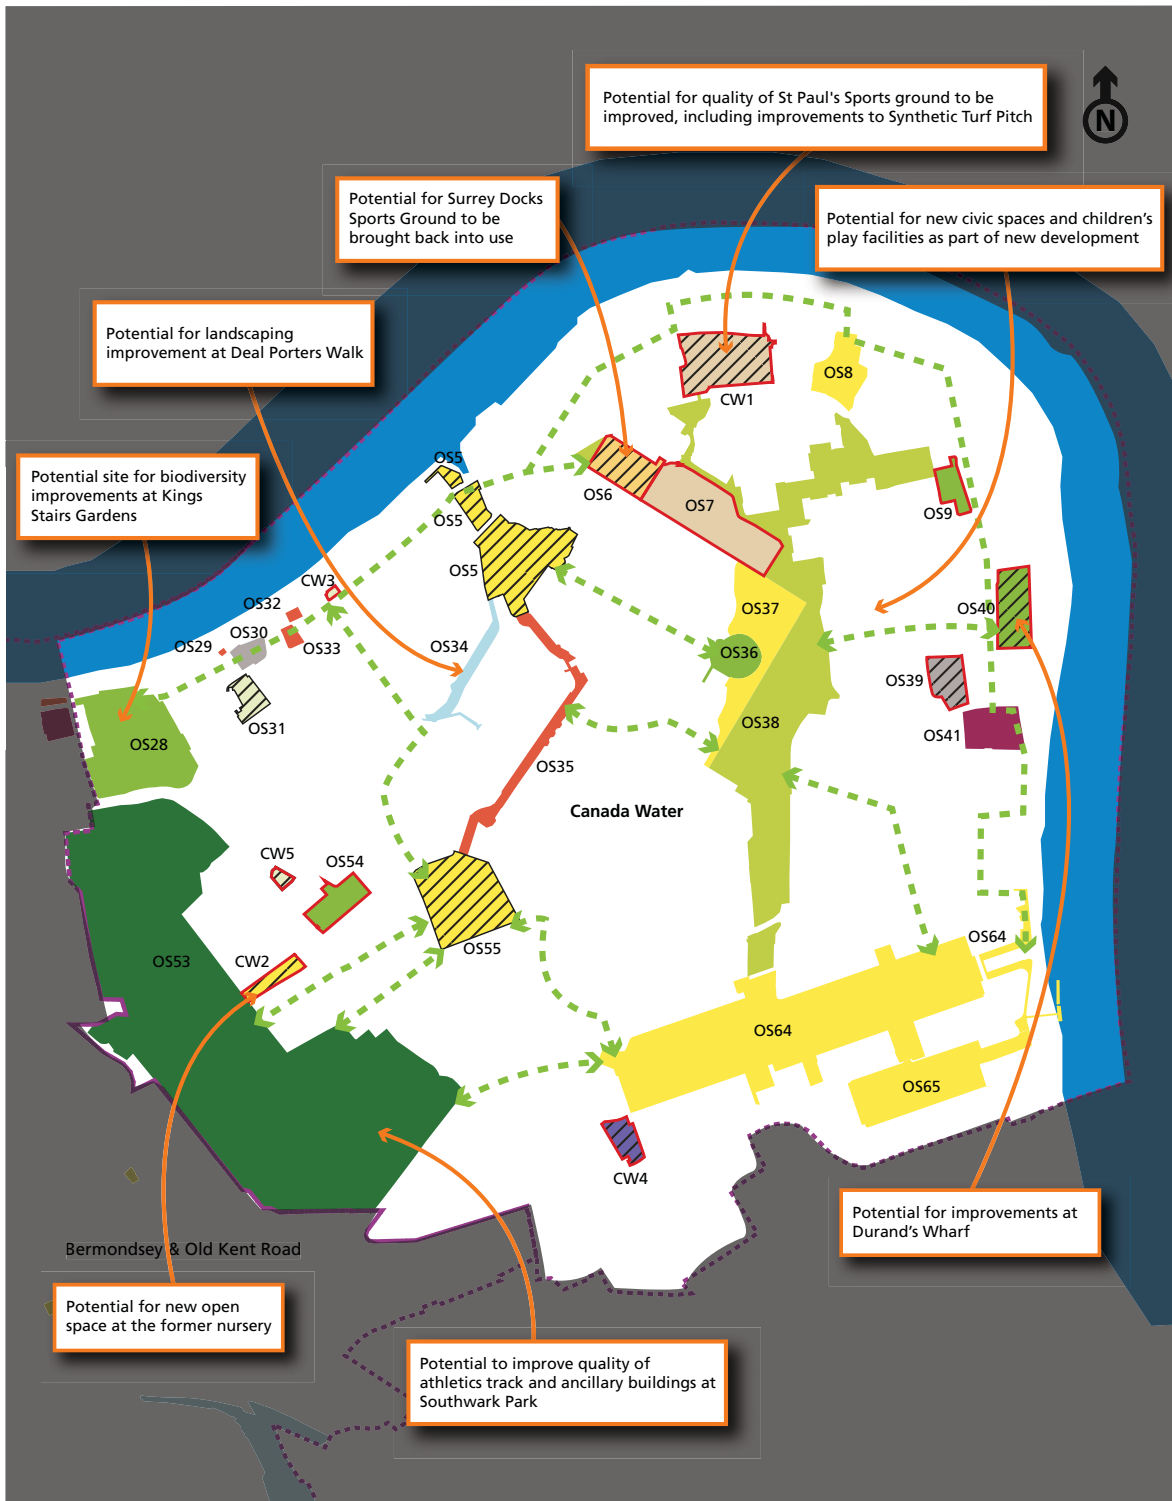 Potential for quality of St Paul's Sports ground to be
improved, including improvements to Synthetic Turf Pitch
N
Potential for Surrey Docks
Sports Ground to be
brought back into use
Potential for new civic spaces and children's
play facilities as part of new development
Potential for landscaping
improvement at Deal Porters Walk
Potential site for biodiversity
improvements at Kings
Stairs Gardens
CW1
OS8
OS5
OS6
OS7
OS9
OS5
OS5
CW3
OS32
OS37
OS40
OS29
OS30
OS33
OS34
OS36
OS39
OS31
OS28
OS38
OS41
OS35
Canada Water
CW5
OS54
OS53
CW2
OS55
OS64
OS64
OS65
CW4
Potential for improvements at
Durand's Wharf
Bermondsey & Old Kent Road
Potential for new open
space at the former nursery
Potential to improve quality of
athletics track and ancillary buildings at
Southwark Park